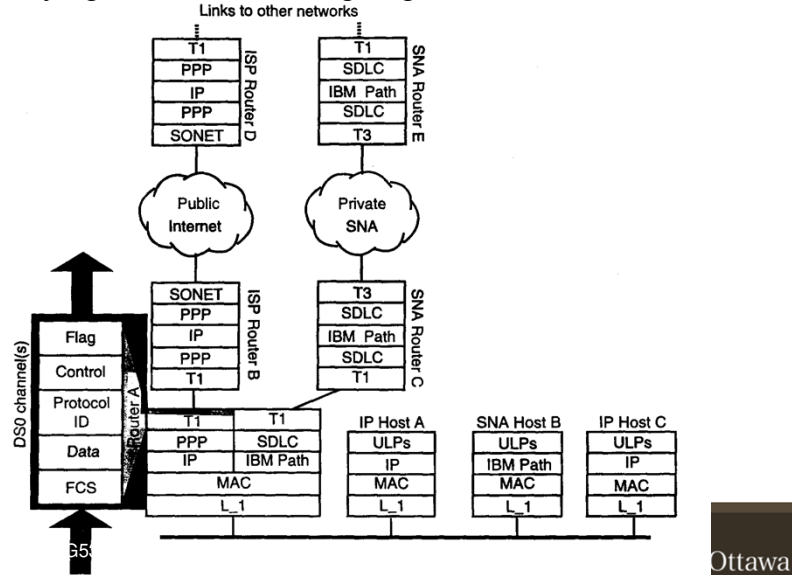 Links to other networks
T1
PPP
IP
PPP
SONET
ISP Router D
T1
SDLC
IBM Path
SDLC
T3
SNA Router E
Public
Internet
Private
SNA
SONET
PPP
IP
PPP
T1
ISP Router B
T3
SDLC
IBM Path
SDLC
T1
SNA Router C
DS0 channel(s)
Flag
Control
Protocol
ID
Data
FCS
Router A
T1
T1
PPP
SDLC
IP
IBM Path
MAC
L_1
IP Host A
ULPs
IP
MAC
L_1
SNA Host B
ULPs
IBM Path
MAC
L_1
IP Host C
ULPs
IP
MAC
L_1
Ottawa